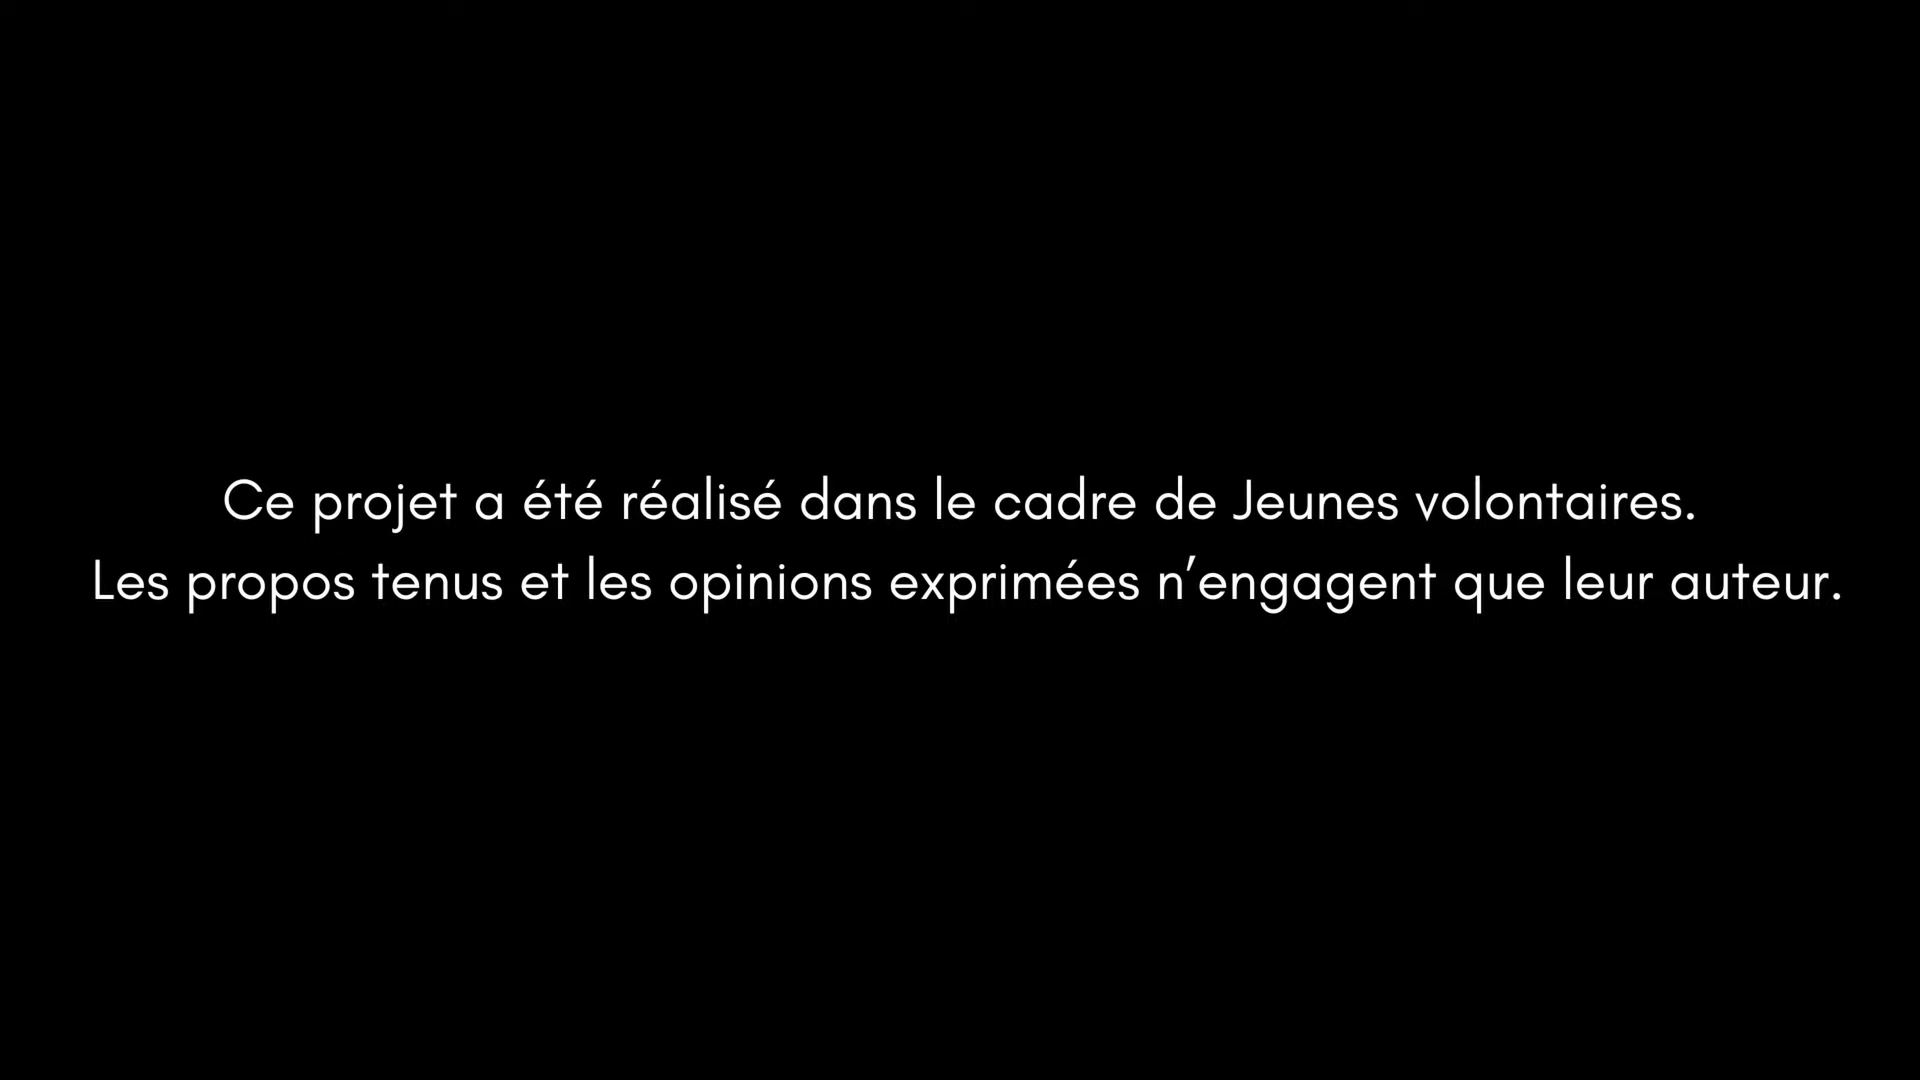 Ce projet a été réalisé dans le cadre de Jeunes volontaires.
Les propos tenus et les opinions exprimées n’engagent que leur auteur.